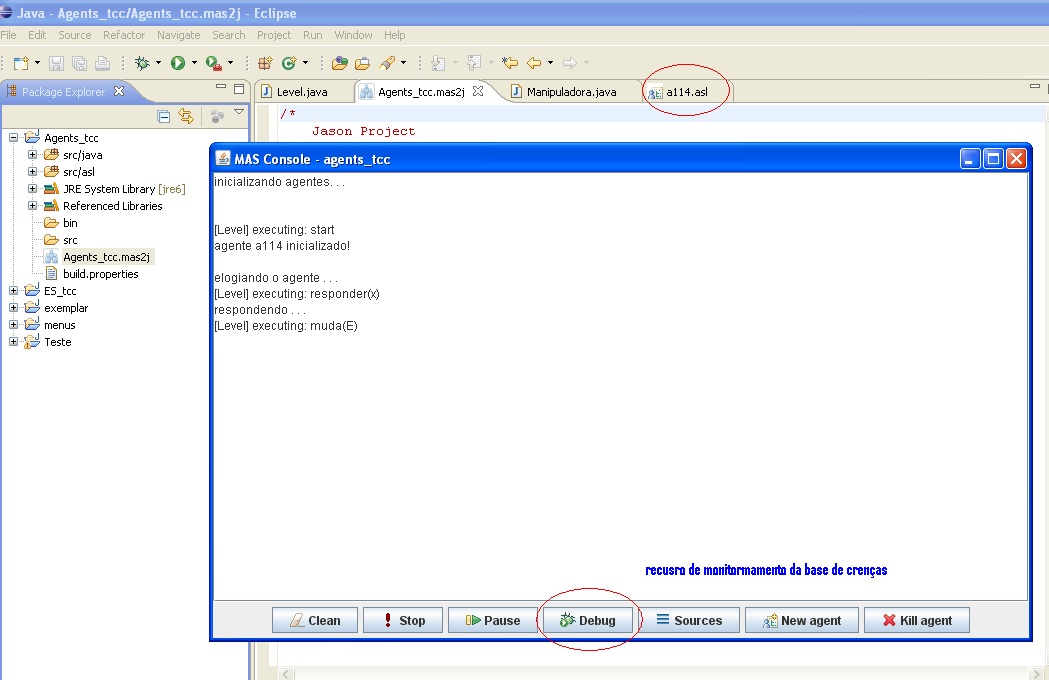 Java - Agents_tcc/Agents_tcc.mas2j - Eclipse
File Edit Source Refactor Navigate Search Project Run Window Help
Package Explorer
Level.java Agents_tcc.mas2j Manipuladora.java a114.asl
/*
Jason Project
Agents_tcc
src/java
src/asl
JRE System Library [jre6]
Referenced Libraries
bin
src
Agents_tcc.mas2j
build.properties
ES_tcc
exemplar
menus
Teste
MAS Console - agents_tcc
inicializando agentes. . .
[Level] executing: start
agente a114 inicializado!
elogiando o agente . . .
[Level] executing: responder(x)
respondendo . . .
[Level] executing: muda(E)
recusro de monitormamento da base de crenças
Clean Stop Pause Debug Sources New agent Kill agent